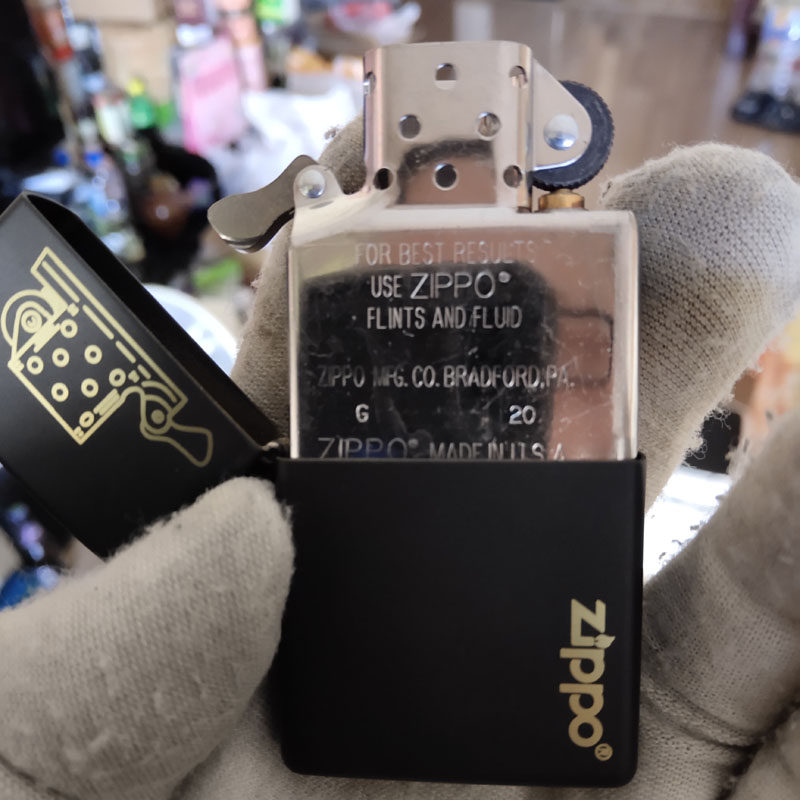 FOR BEST RESULTS
USE ZIPPO®
FLINTS AND FLUID
ZIPPO MFG. CO. BRADFORD, PA.
G 20
ZIPPO® MADE IN U.S.A.
zippo®